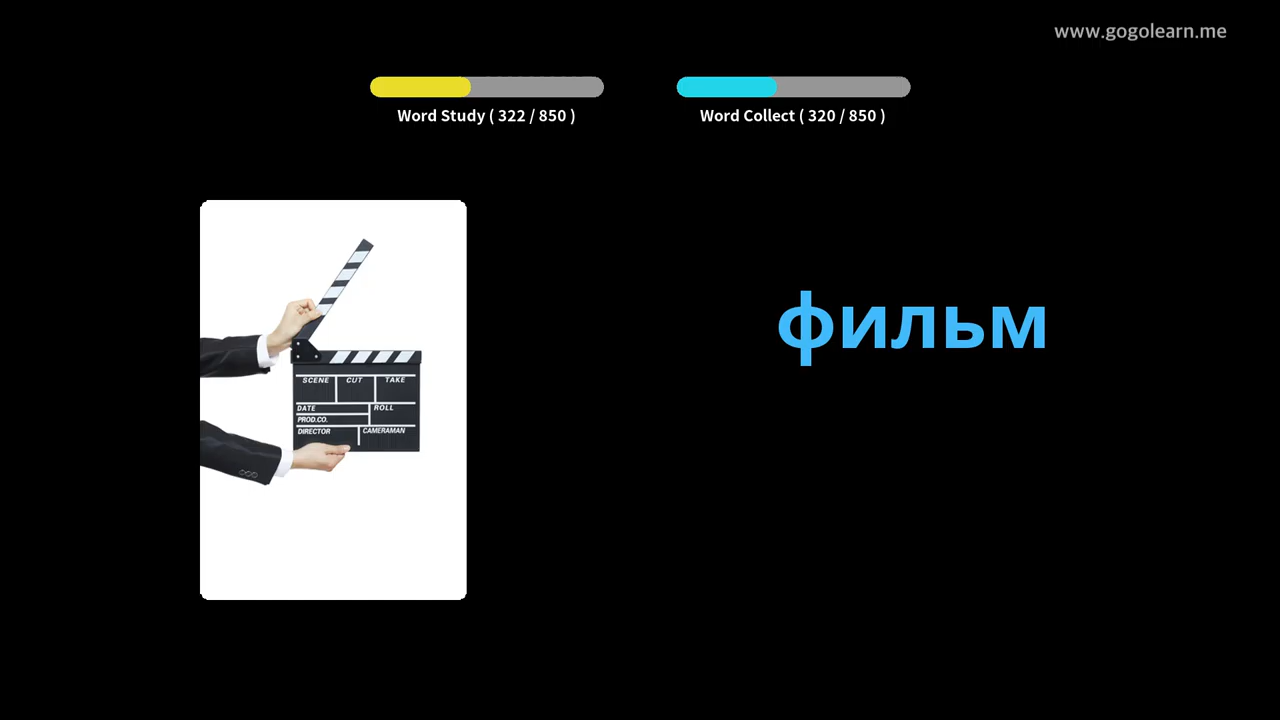 www.gogolearn.me
Word Study ( 322 / 850 )
Word Collect ( 320 / 850 )
фильм
SCENE CUT TAKE
DATE ROLL
PROD.CO.
DIRECTOR CAMERAMAN